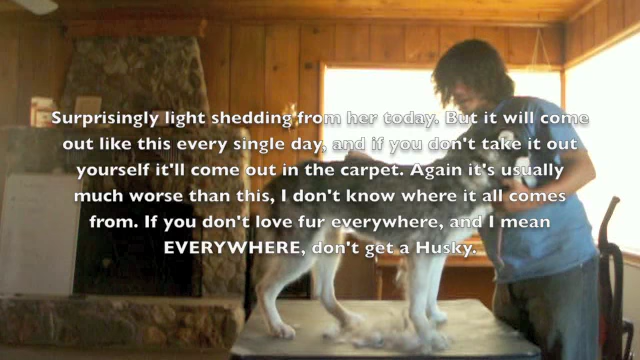 Surprisingly light shedding from her today. But it will come
out like this every single day, and if you don't take it out
yourself it'll come out in the carpet. Again it's usually
much worse than this, I don't know where it all comes
from. If you don't love fur everywhere, and I mean
EVERYWHERE, don't get a Husky.